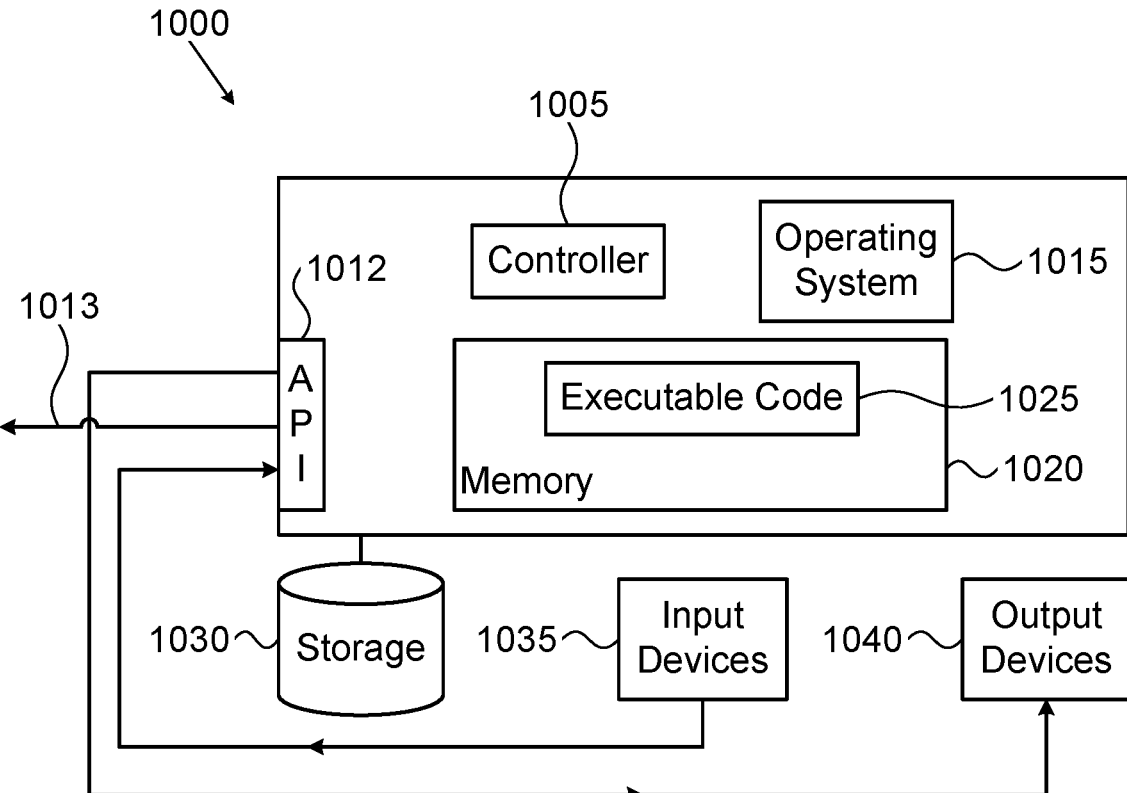 1000
1005
Controller
Operating
System
1015
1012
1013
A
P
I
Executable Code
1025
Memory
1020
1030
Storage
1035
Input
Devices
1040
Output
Devices